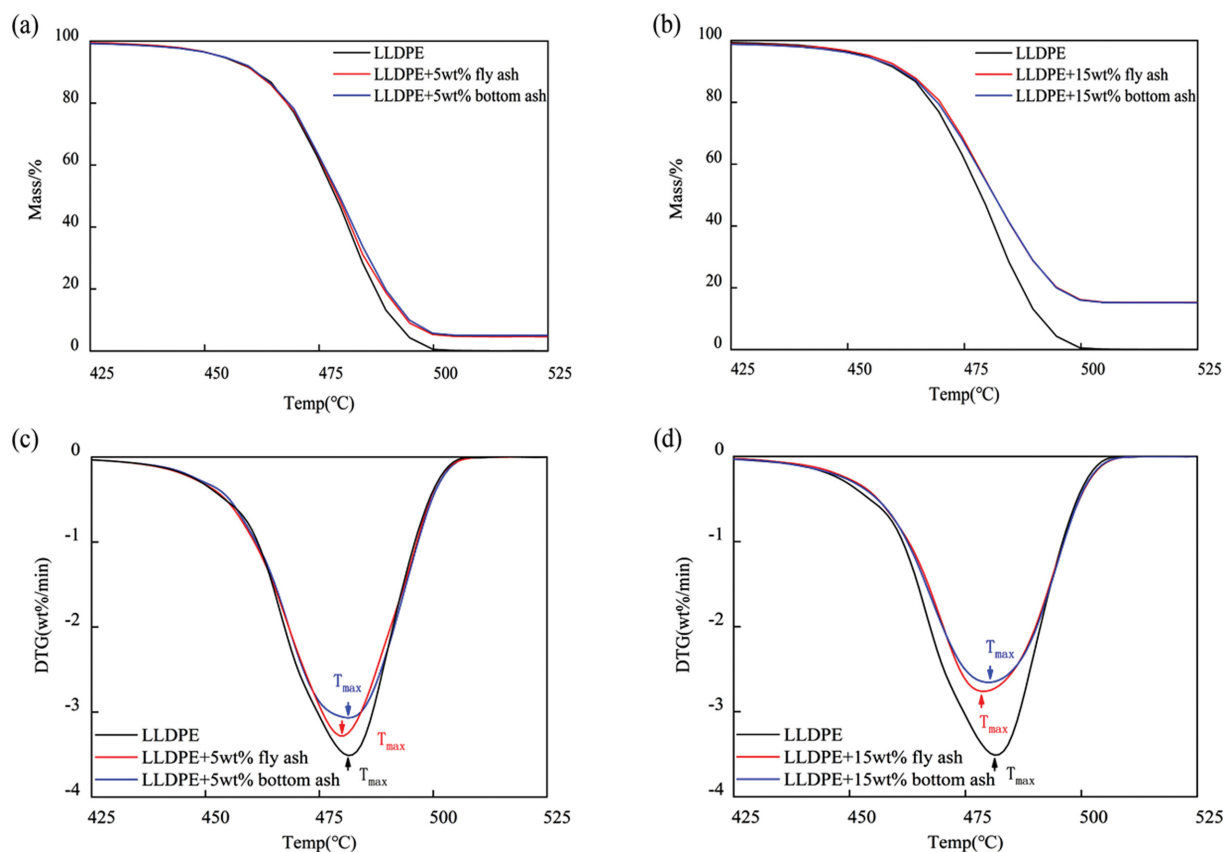 (a)
LLDPE
LLDPE+5wt% fly ash
LLDPE+5wt% bottom ash
100
80
60
40
20
0
Mass/%
425
450
475
500
525
Temp(℃)
(b)
LLDPE
LLDPE+15wt% fly ash
LLDPE+15wt% bottom ash
100
80
60
40
20
0
Mass/%
425
450
475
500
525
Temp(℃)
(c)
0
-1
-2
-3
-4
DTG(wt%/min)
Tmax
Tmax
Tmax
LLDPE
LLDPE+5wt% fly ash
LLDPE+5wt% bottom ash
425
450
475
500
525
Temp(℃)
(d)
0
-1
-2
-3
-4
DTG(wt%/min)
Tmax
Tmax
Tmax
LLDPE
LLDPE+15wt% fly ash
LLDPE+15wt% bottom ash
425
450
475
500
525
Temp(℃)